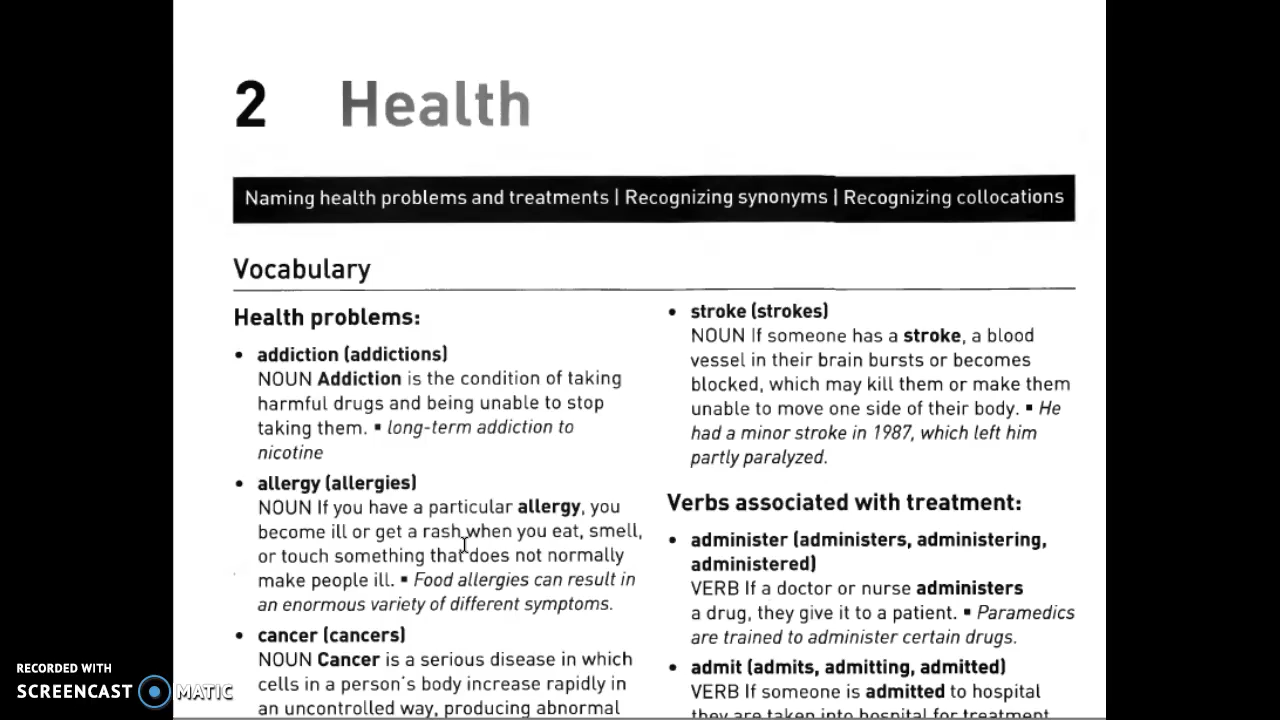 2 Health
Naming health problems and treatments | Recognizing synonyms | Recognizing collocations
Vocabulary
Health problems:
• addiction (addictions)
NOUN Addiction is the condition of taking
harmful drugs and being unable to stop
taking them. ▪ long-term addiction to
nicotine
• allergy (allergies)
NOUN If you have a particular allergy, you
become ill or get a rash when you eat, smell,
or touch something that does not normally
make people ill. ▪ Food allergies can result in
an enormous variety of different symptoms.
• cancer (cancers)
NOUN Cancer is a serious disease in which
cells in a person's body increase rapidly in
an uncontrolled way, producing abnormal
• stroke (strokes)
NOUN If someone has a stroke, a blood
vessel in their brain bursts or becomes
blocked, which may kill them or make them
unable to move one side of their body. ▪ He
had a minor stroke in 1987, which left him
partly paralyzed.
Verbs associated with treatment:
• administer (administers, administering,
administered)
VERB If a doctor or nurse administers
a drug, they give it to a patient. ▪ Paramedics
are trained to administer certain drugs.
• admit (admits, admitting, admitted)
VERB If someone is admitted to hospital
they are taken into hospital for treatment
RECORDED WITH
SCREENCAST MATIC